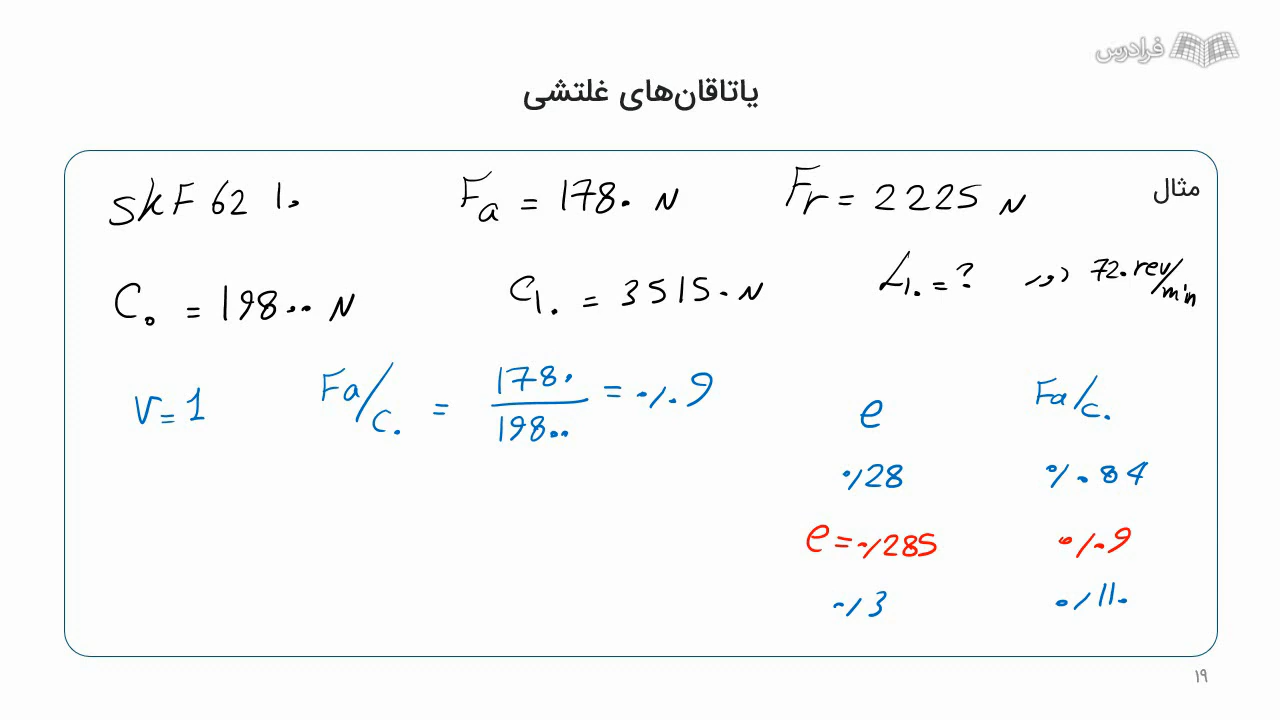 فرادرس
یاتاقان‌های غلتشی
مثال
SKF 6210 Fa = 1780 N Fr = 2225 N
C0 = 19800 N C10 = 35150 N L10 = ? دور 720 rev/min
V = 1 Fa/C0 = 1780/19800 = 0/09
e Fa/C0
0/28 0/084
e = 0/285 0/09
0/3 0/110
۱۹